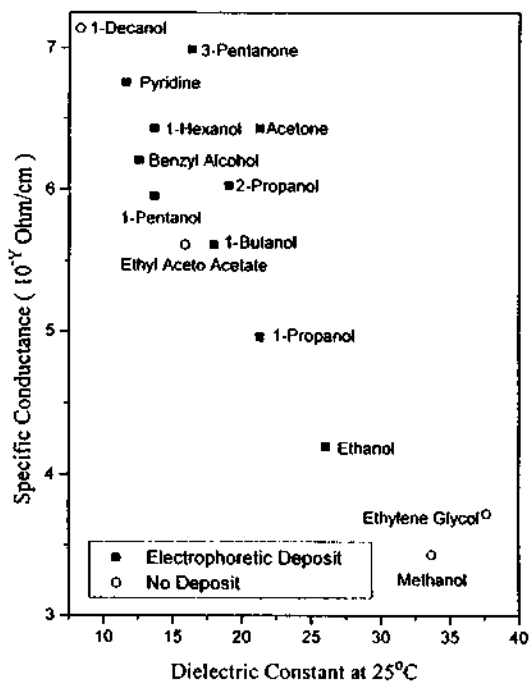 1-Decanol
3-Pentanone
Pyridine
1-Hexanol
Acetone
Benzyl Alcohol
2-Propanol
1-Pentanol
1-Butanol
Ethyl Aceto Acetate
1-Propanol
Ethanol
Ethylene Glycol
Methanol
Electrophoretic Deposit
No Deposit
7
6
5
4
3
10 15 20 25 30 35 40
Specific Conductance ( 10^-Y Ohm/cm)
Dielectric Constant at 25°C